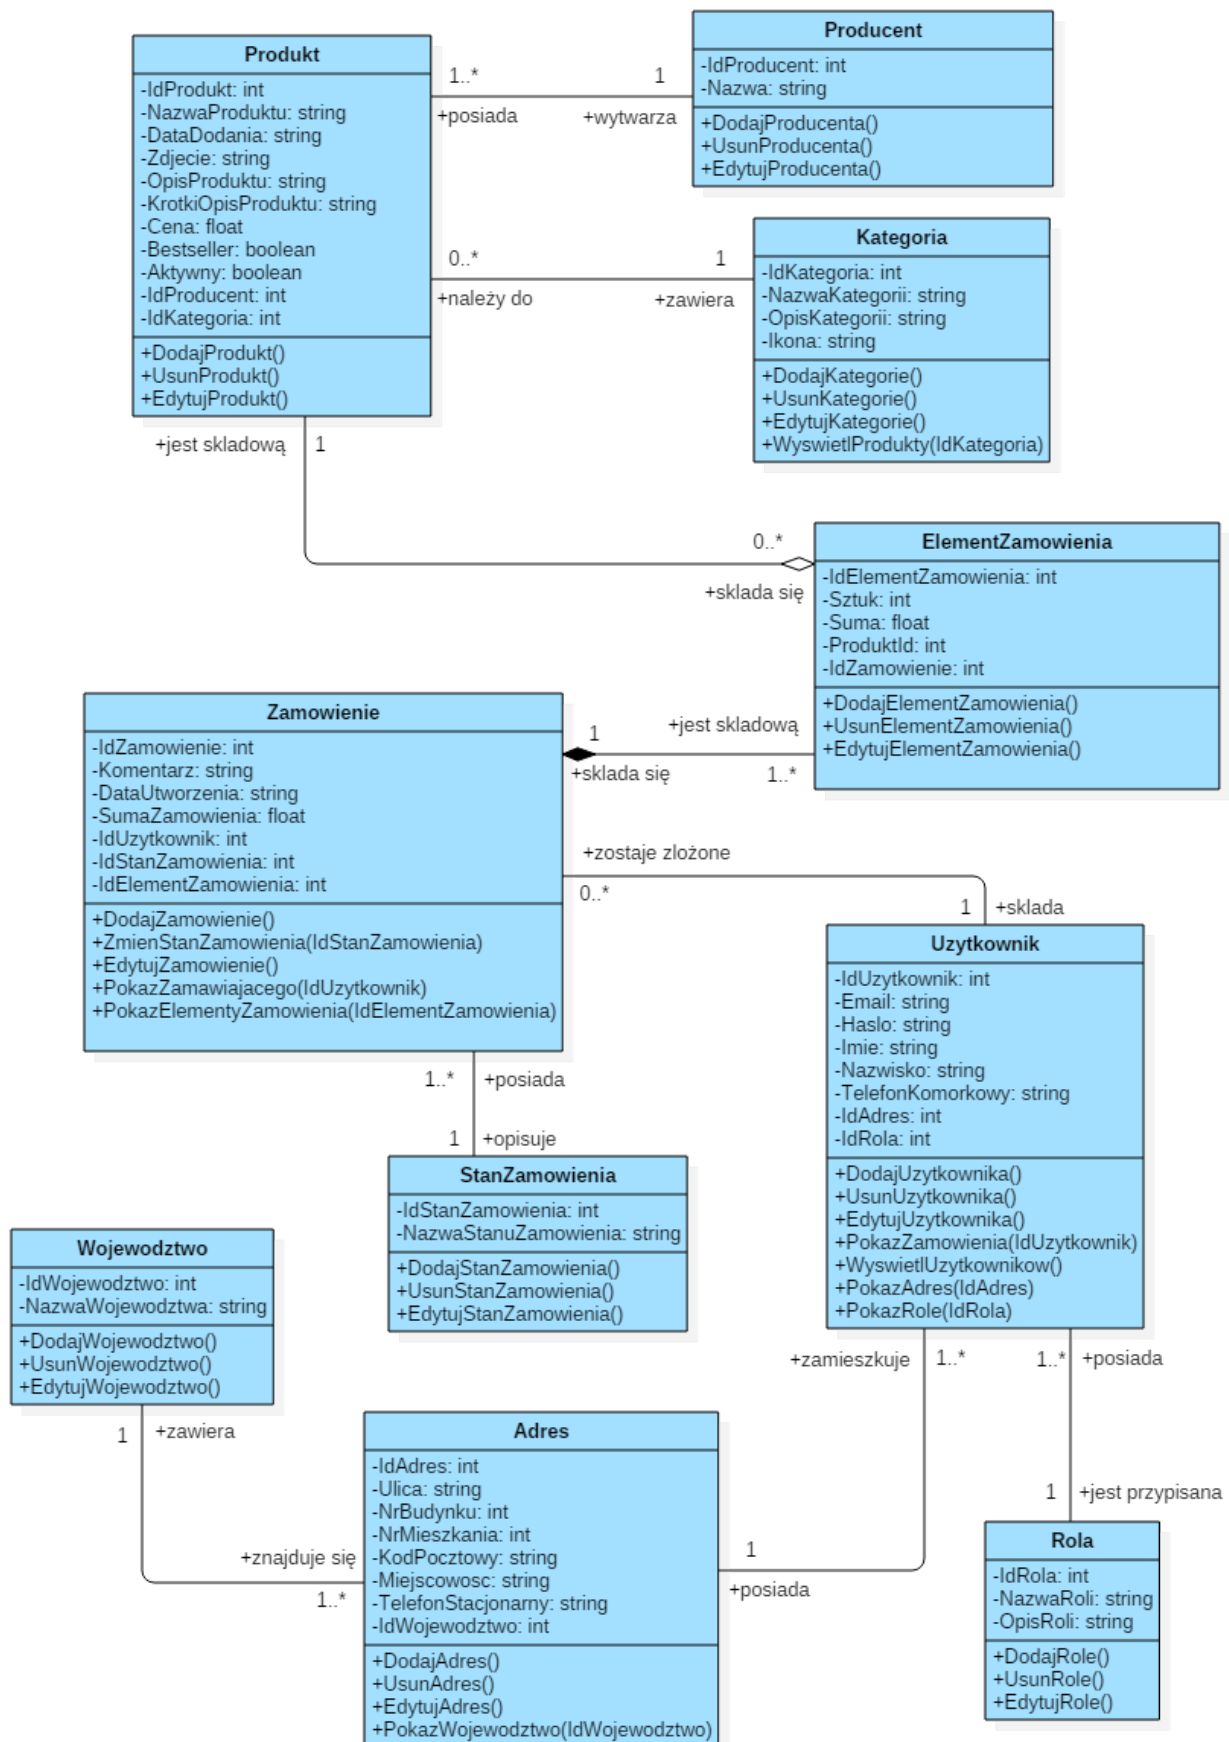 Produkt
-IdProdukt: int
-NazwaProduktu: string
-DataDodania: string
-Zdjecie: string
-OpisProduktu: string
-KrotkiOpisProduktu: string
-Cena: float
-Bestseller: boolean
-Aktywny: boolean
-IdProducent: int
-IdKategoria: int
+DodajProdukt()
+UsunProdukt()
+EdytujProdukt()
1..*
1
+posiada
+wytwarza
Producent
-IdProducent: int
-Nazwa: string
+DodajProducenta()
+UsunProducenta()
+EdytujProducenta()
0..*
1
+należy do
+zawiera
Kategoria
-IdKategoria: int
-NazwaKategorii: string
-OpisKategorii: string
-Ikona: string
+DodajKategorie()
+UsunKategorie()
+EdytujKategorie()
+WyswietlProdukty(IdKategoria)
+jest skladową
1
0..*
+sklada się
ElementZamowienia
-IdElementZamowienia: int
-Sztuk: int
-Suma: float
-ProduktId: int
-IdZamowienie: int
+DodajElementZamowienia()
+UsunElementZamowienia()
+EdytujElementZamowienia()
Zamowienie
-IdZamowienie: int
-Komentarz: string
-DataUtworzenia: string
-SumaZamowienia: float
-IdUzytkownik: int
-IdStanZamowienia: int
-IdElementZamowienia: int
+DodajZamowienie()
+ZmienStanZamowienia(IdStanZamowienia)
+EdytujZamowienie()
+PokazZamawiajacego(IdUzytkownik)
+PokazElementyZamowienia(IdElementZamowienia)
1
+jest skladową
+sklada się
1..*
+zostaje zlożone
0..*
1
+sklada
Uzytkownik
-IdUzytkownik: int
-Email: string
-Haslo: string
-Imie: string
-Nazwisko: string
-TelefonKomorkowy: string
-IdAdres: int
-IdRola: int
+DodajUzytkownika()
+UsunUzytkownika()
+EdytujUzytkownika()
+PokazZamowienia(IdUzytkownik)
+WyswietlUzytkownikow()
+PokazAdres(IdAdres)
+PokazRole(IdRola)
1..*
+posiada
1
+opisuje
StanZamowienia
-IdStanZamowienia: int
-NazwaStanuZamowienia: string
+DodajStanZamowienia()
+UsunStanZamowienia()
+EdytujStanZamowienia()
Wojewodztwo
-IdWojewodztwo: int
-NazwaWojewodztwa: string
+DodajWojewodztwo()
+UsunWojewodztwo()
+EdytujWojewodztwo()
+zamieszkuje
1..*
1..*
+posiada
1
+zawiera
+znajduje się
1..*
Adres
-IdAdres: int
-Ulica: string
-NrBudynku: int
-NrMieszkania: int
-KodPocztowy: string
-Miejscowosc: string
-TelefonStacjonarny: string
-IdWojewodztwo: int
+DodajAdres()
+UsunAdres()
+EdytujAdres()
+PokazWojewodztwo(IdWojewodztwo)
1
+posiada
1
+jest przypisana
Rola
-IdRola: int
-NazwaRoli: string
-OpisRoli: string
+DodajRole()
+UsunRole()
+EdytujRole()